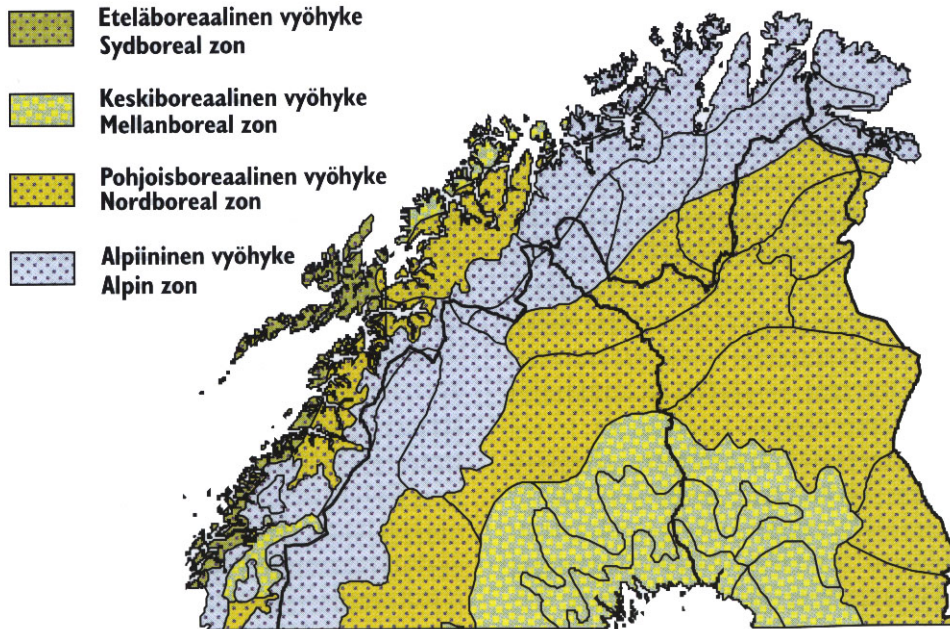 Eteläboreaalinen vyöhyke
Sydboreal zon
Keskiboreaalinen vyöhyke
Mellanboreal zon
Pohjoisboreaalinen vyöhyke
Nordboreal zon
Alpiininen vyöhyke
Alpin zon